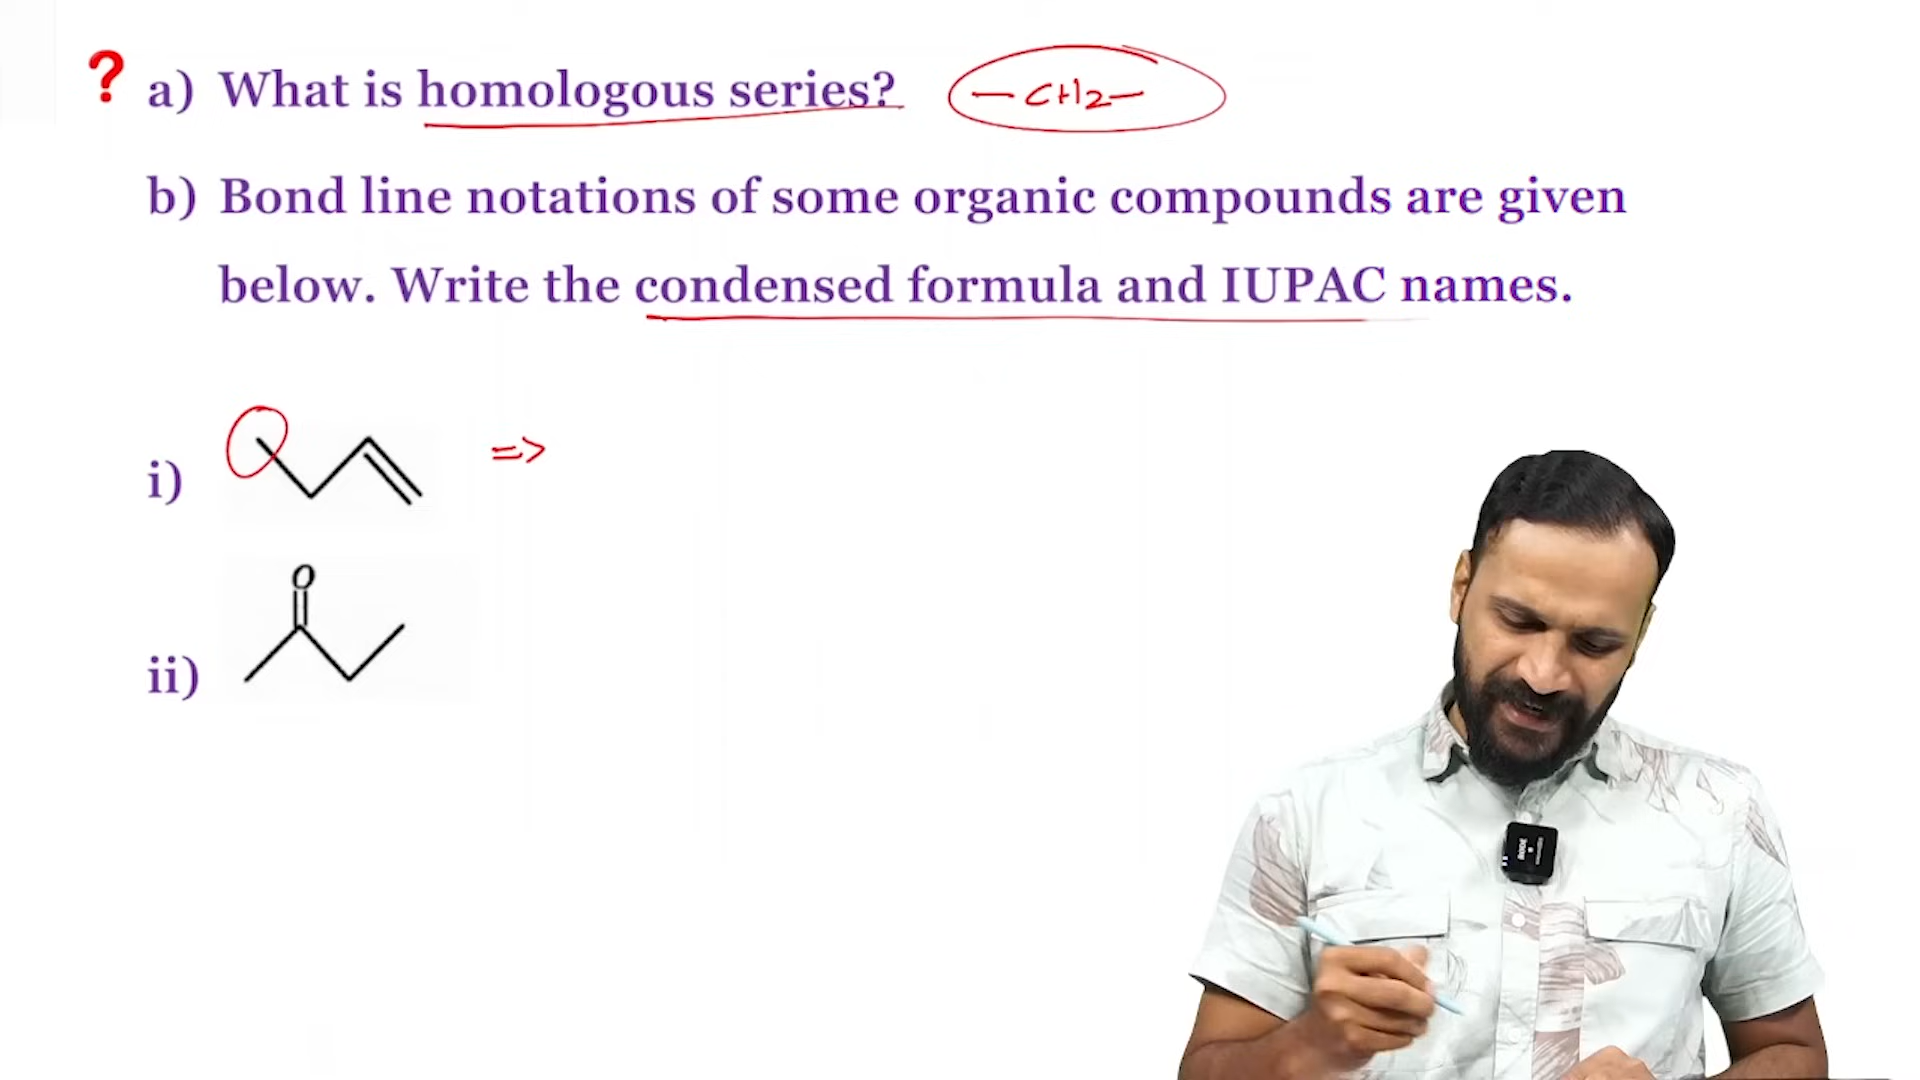 ? a) What is homologous series? -CH2-
b) Bond line notations of some organic compounds are given
below. Write the condensed formula and IUPAC names.
i) =>
O
ii)